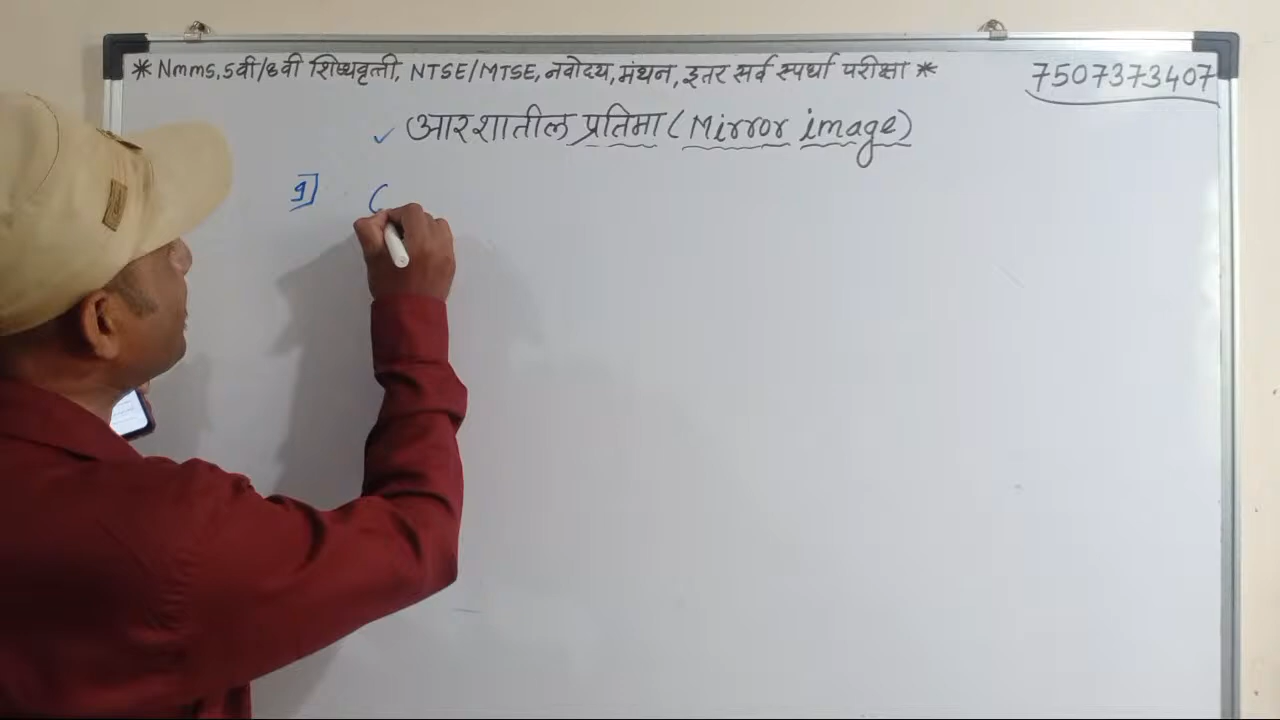 * Nmms, 5वी/8वी शिष्यवृत्ती, NTSE/MTSE, नवोदय, मंथन, इतर सर्व स्पर्धा परीक्षा *
7507373407
✓ आरशातील प्रतिमा (Mirror image)
१] (